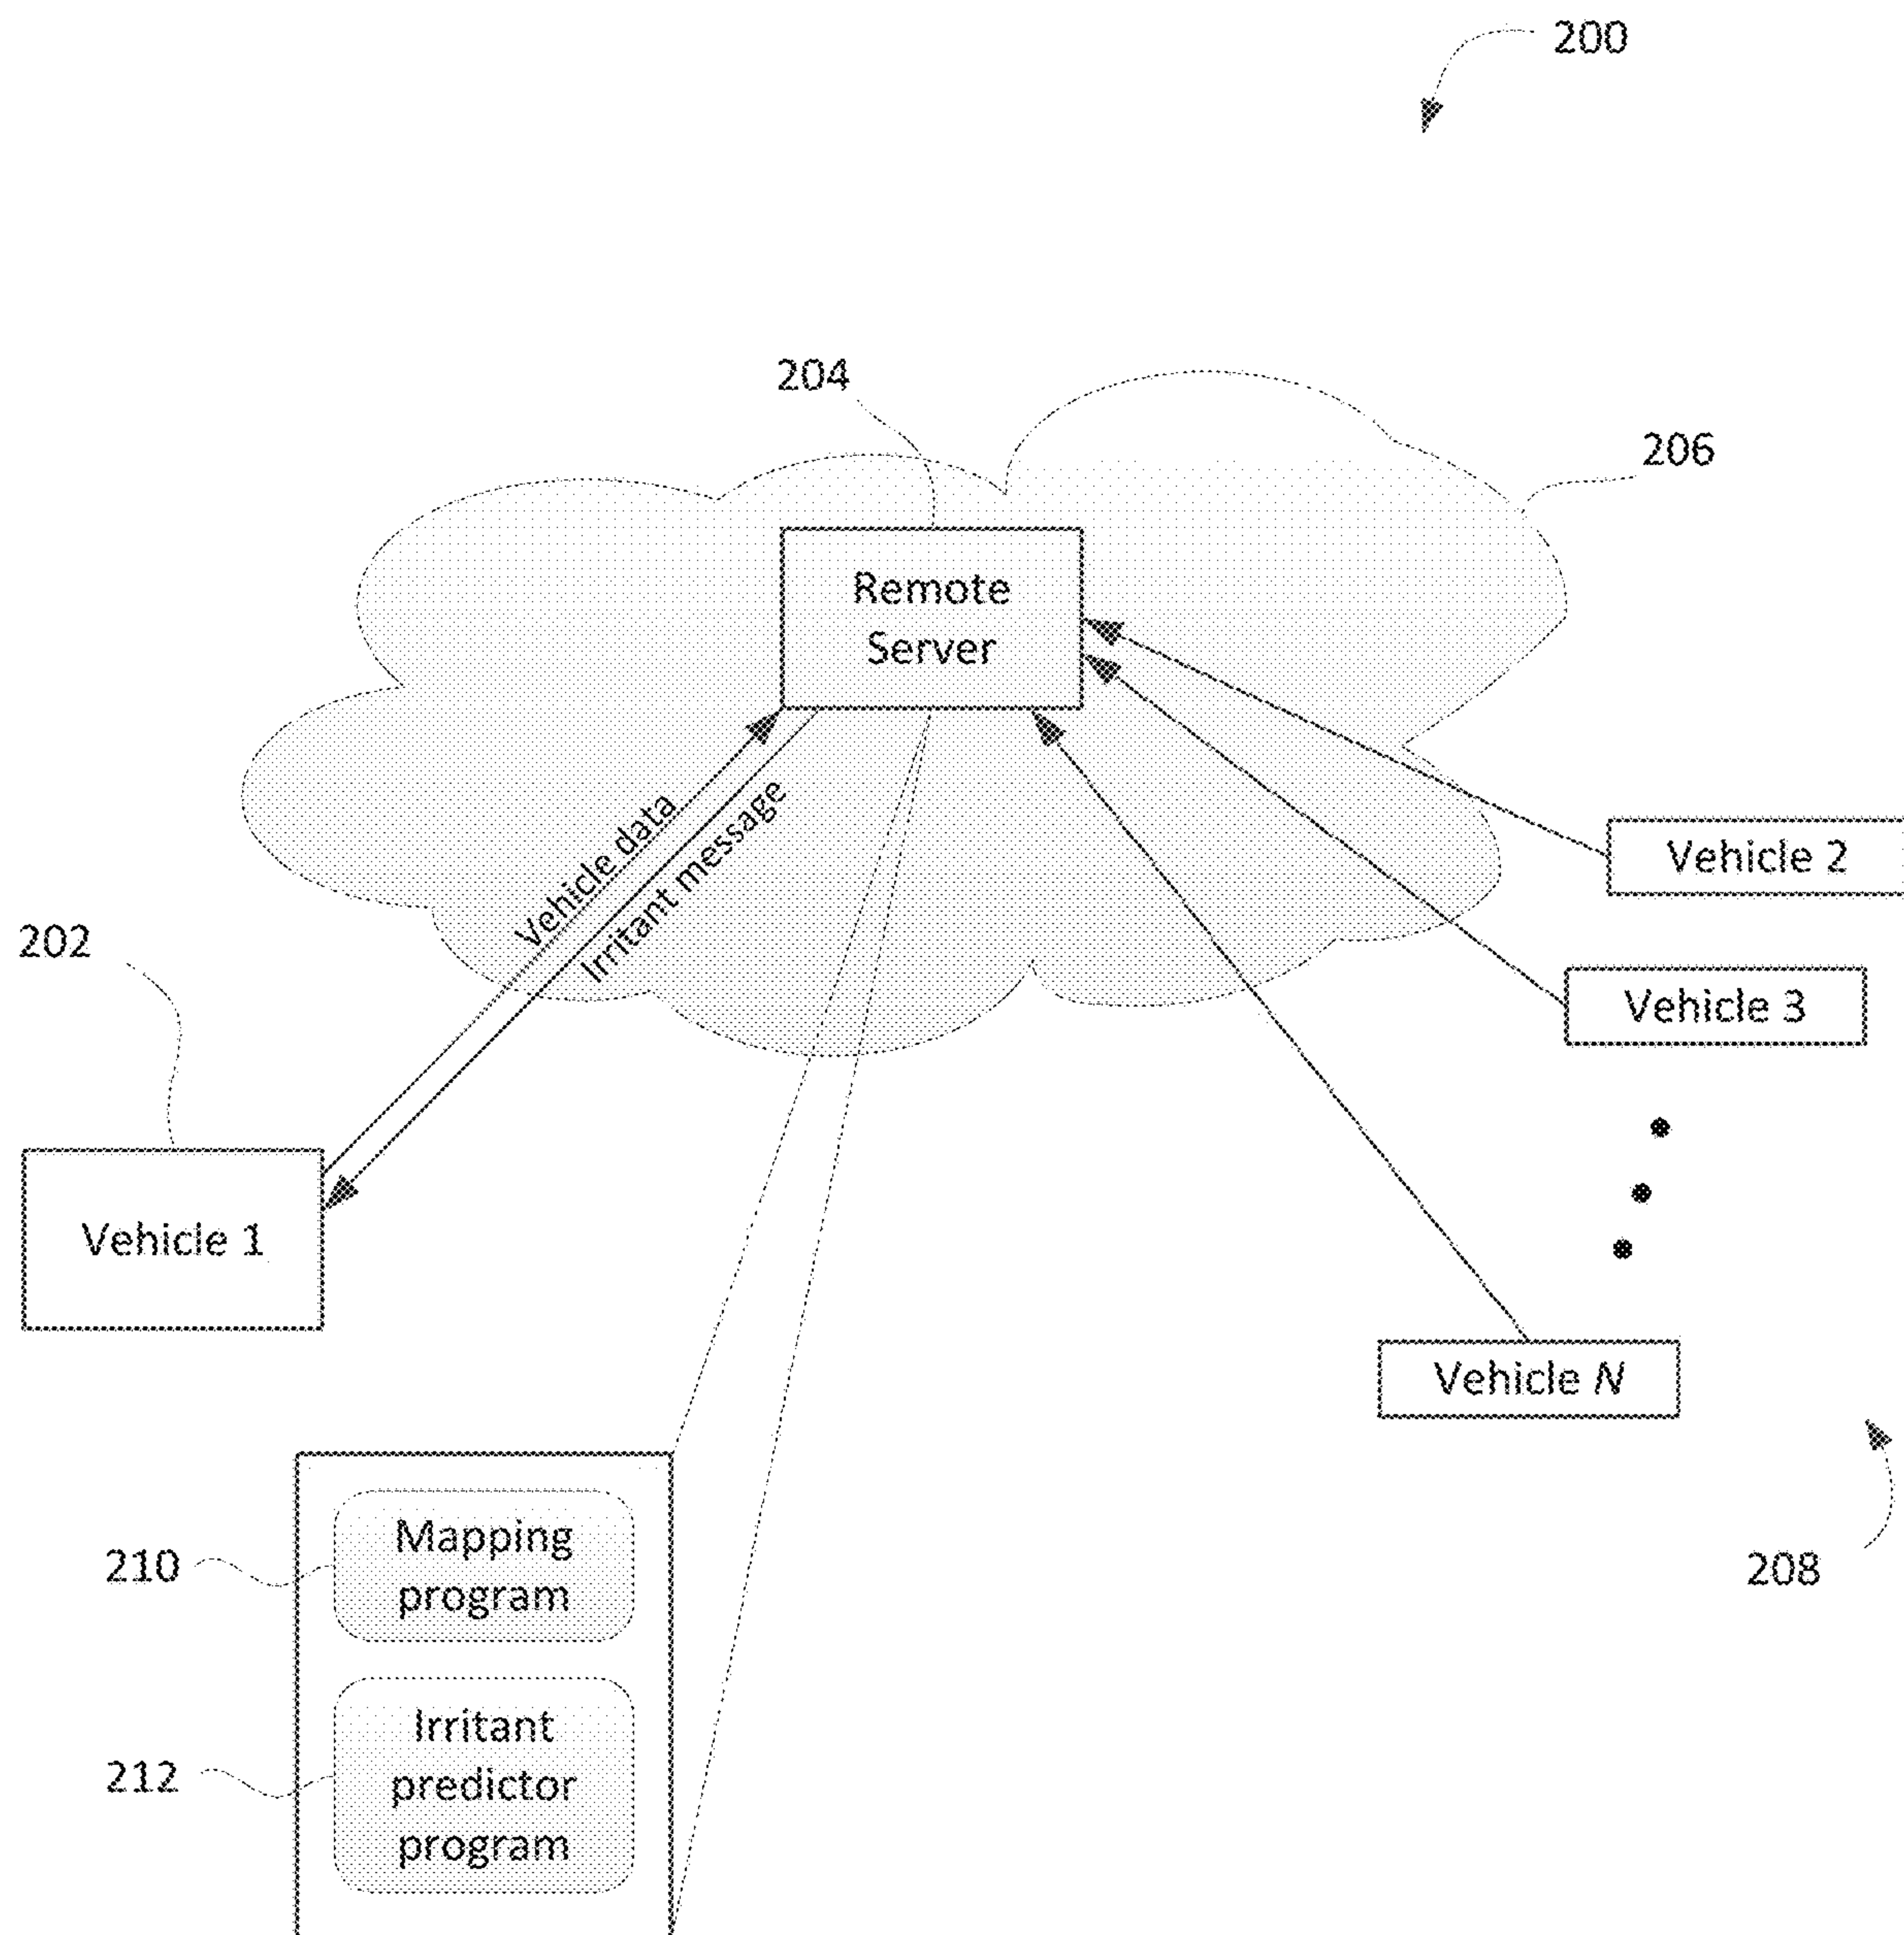 200
204
206
Remote
Server
Vehicle data
Irritant message
Vehicle 2
202
Vehicle 3
Vehicle 1
Vehicle N
Mapping
program
210
208
Irritant
predictor
program
212